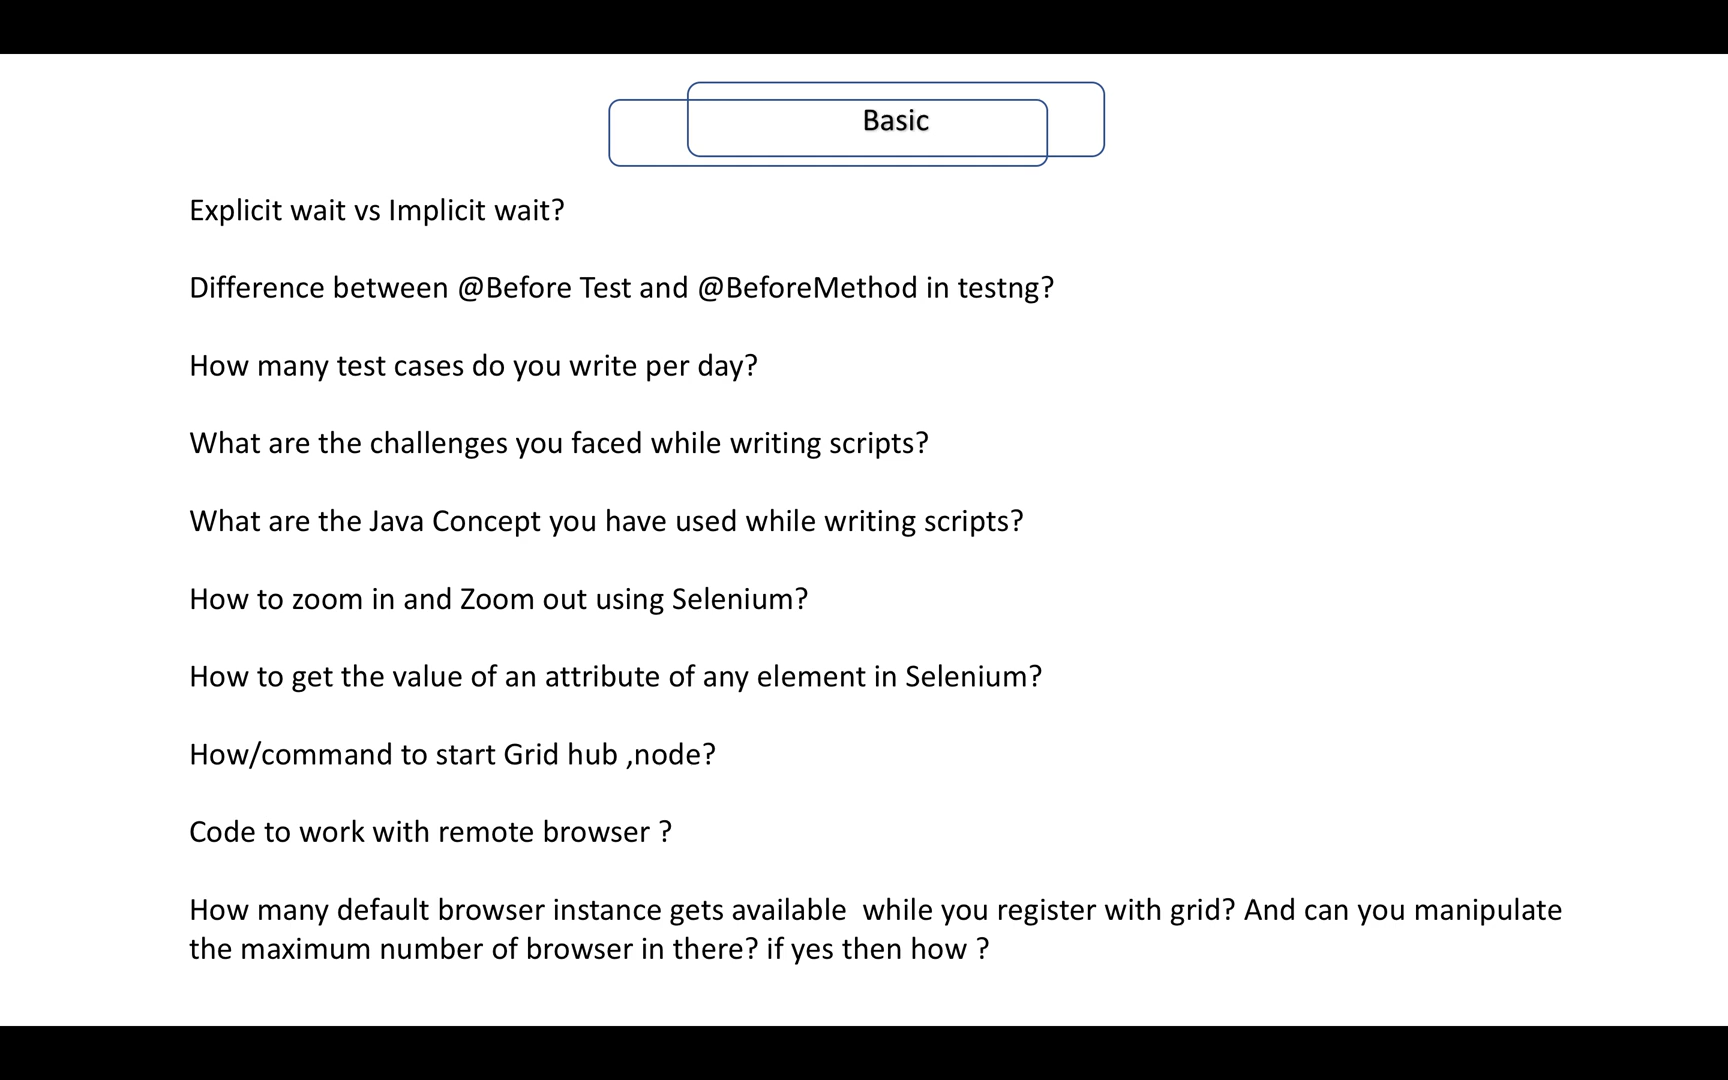 Basic
Explicit wait vs Implicit wait?
Difference between @Before Test and @BeforeMethod in testng?
How many test cases do you write per day?
What are the challenges you faced while writing scripts?
What are the Java Concept you have used while writing scripts?
How to zoom in and Zoom out using Selenium?
How to get the value of an attribute of any element in Selenium?
How/command to start Grid hub ,node?
Code to work with remote browser ?
How many default browser instance gets available  while you register with grid? And can you manipulate
the maximum number of browser in there? if yes then how ?